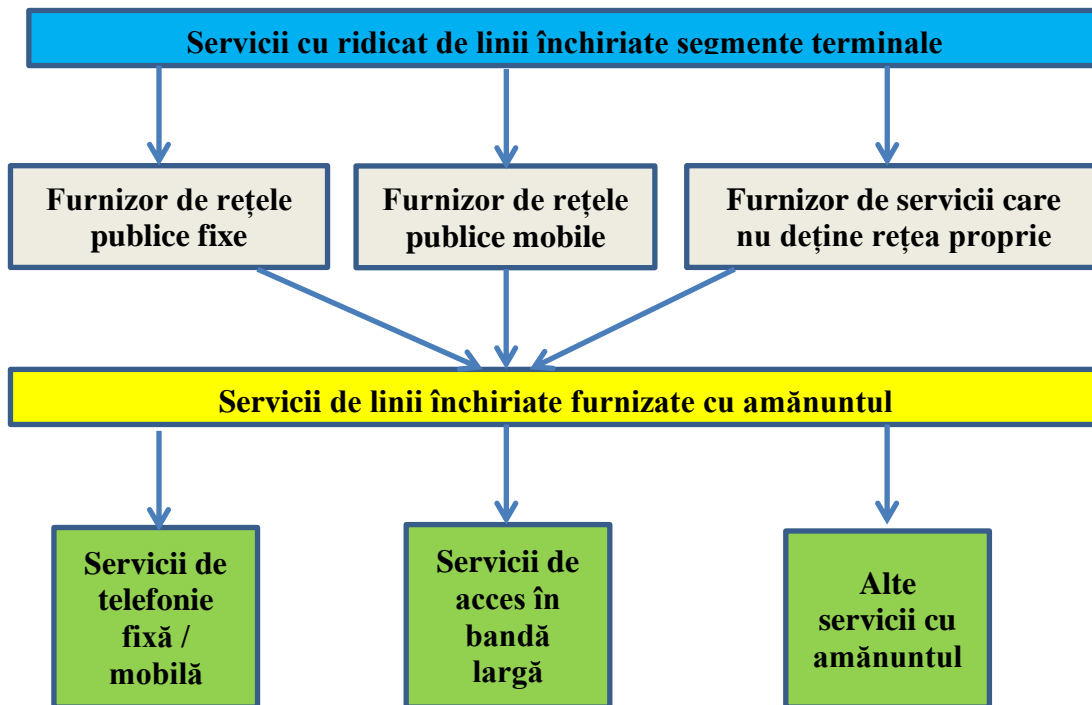 Servicii cu ridicat de linii închiriate segmente terminale
Furnizor de rețele
publice fixe
Furnizor de rețele
publice mobile
Furnizor de servicii care
nu deține rețea proprie
Servicii de linii închiriate furnizate cu amănuntul
Servicii de
telefonie
fixă /
mobilă
Servicii de
acces în
bandă
largă
Alte
servicii cu
amănuntul